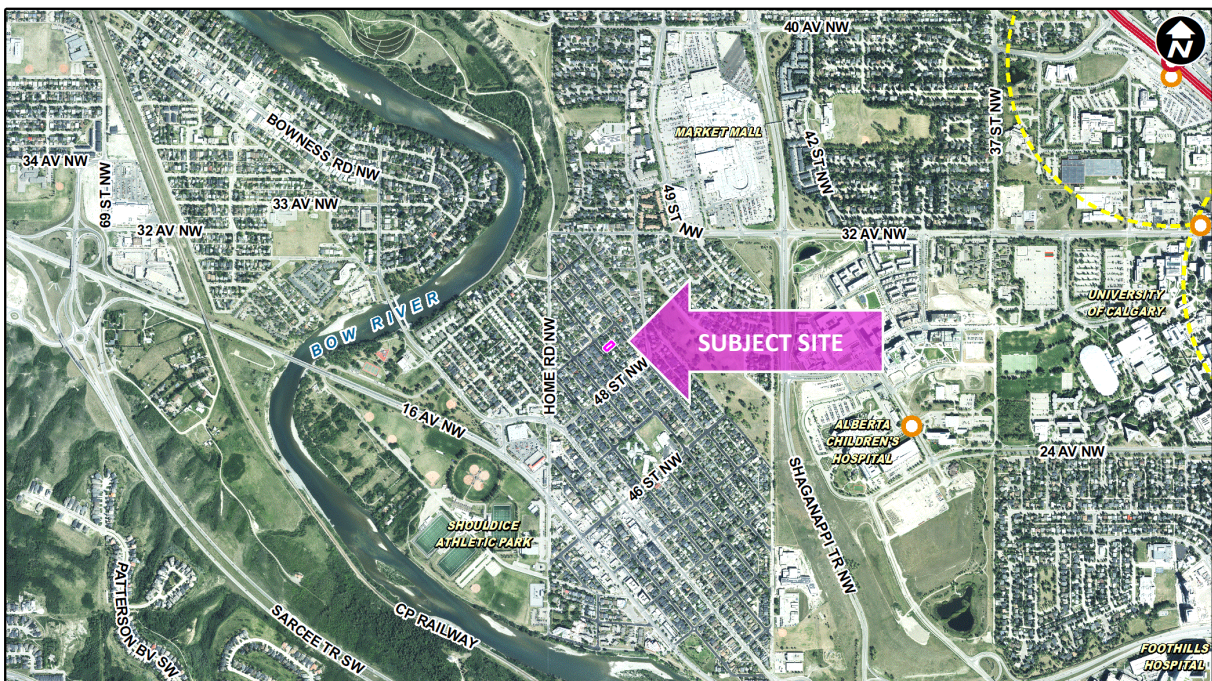 40 AV NW
N
BOWNESS RD NW
MARKET MALL
42 ST NW
37 ST NW
34 AV NW
69 ST NW
33 AV NW
49 ST NW
32 AV NW
32 AV NW
UNIVERSITY
OF CALGARY
BOW RIVER
HOME RD NW
SUBJECT SITE
48 ST NW
16 AV NW
ALBERTA
CHILDREN'S
HOSPITAL
24 AV NW
46 ST NW
SHAGANAPPI TR NW
SHOULDICE
ATHLETIC PARK
PATTERSON BV SW
SARCEE TR SW
CP RAILWAY
FOOTHILLS
HOSPITAL